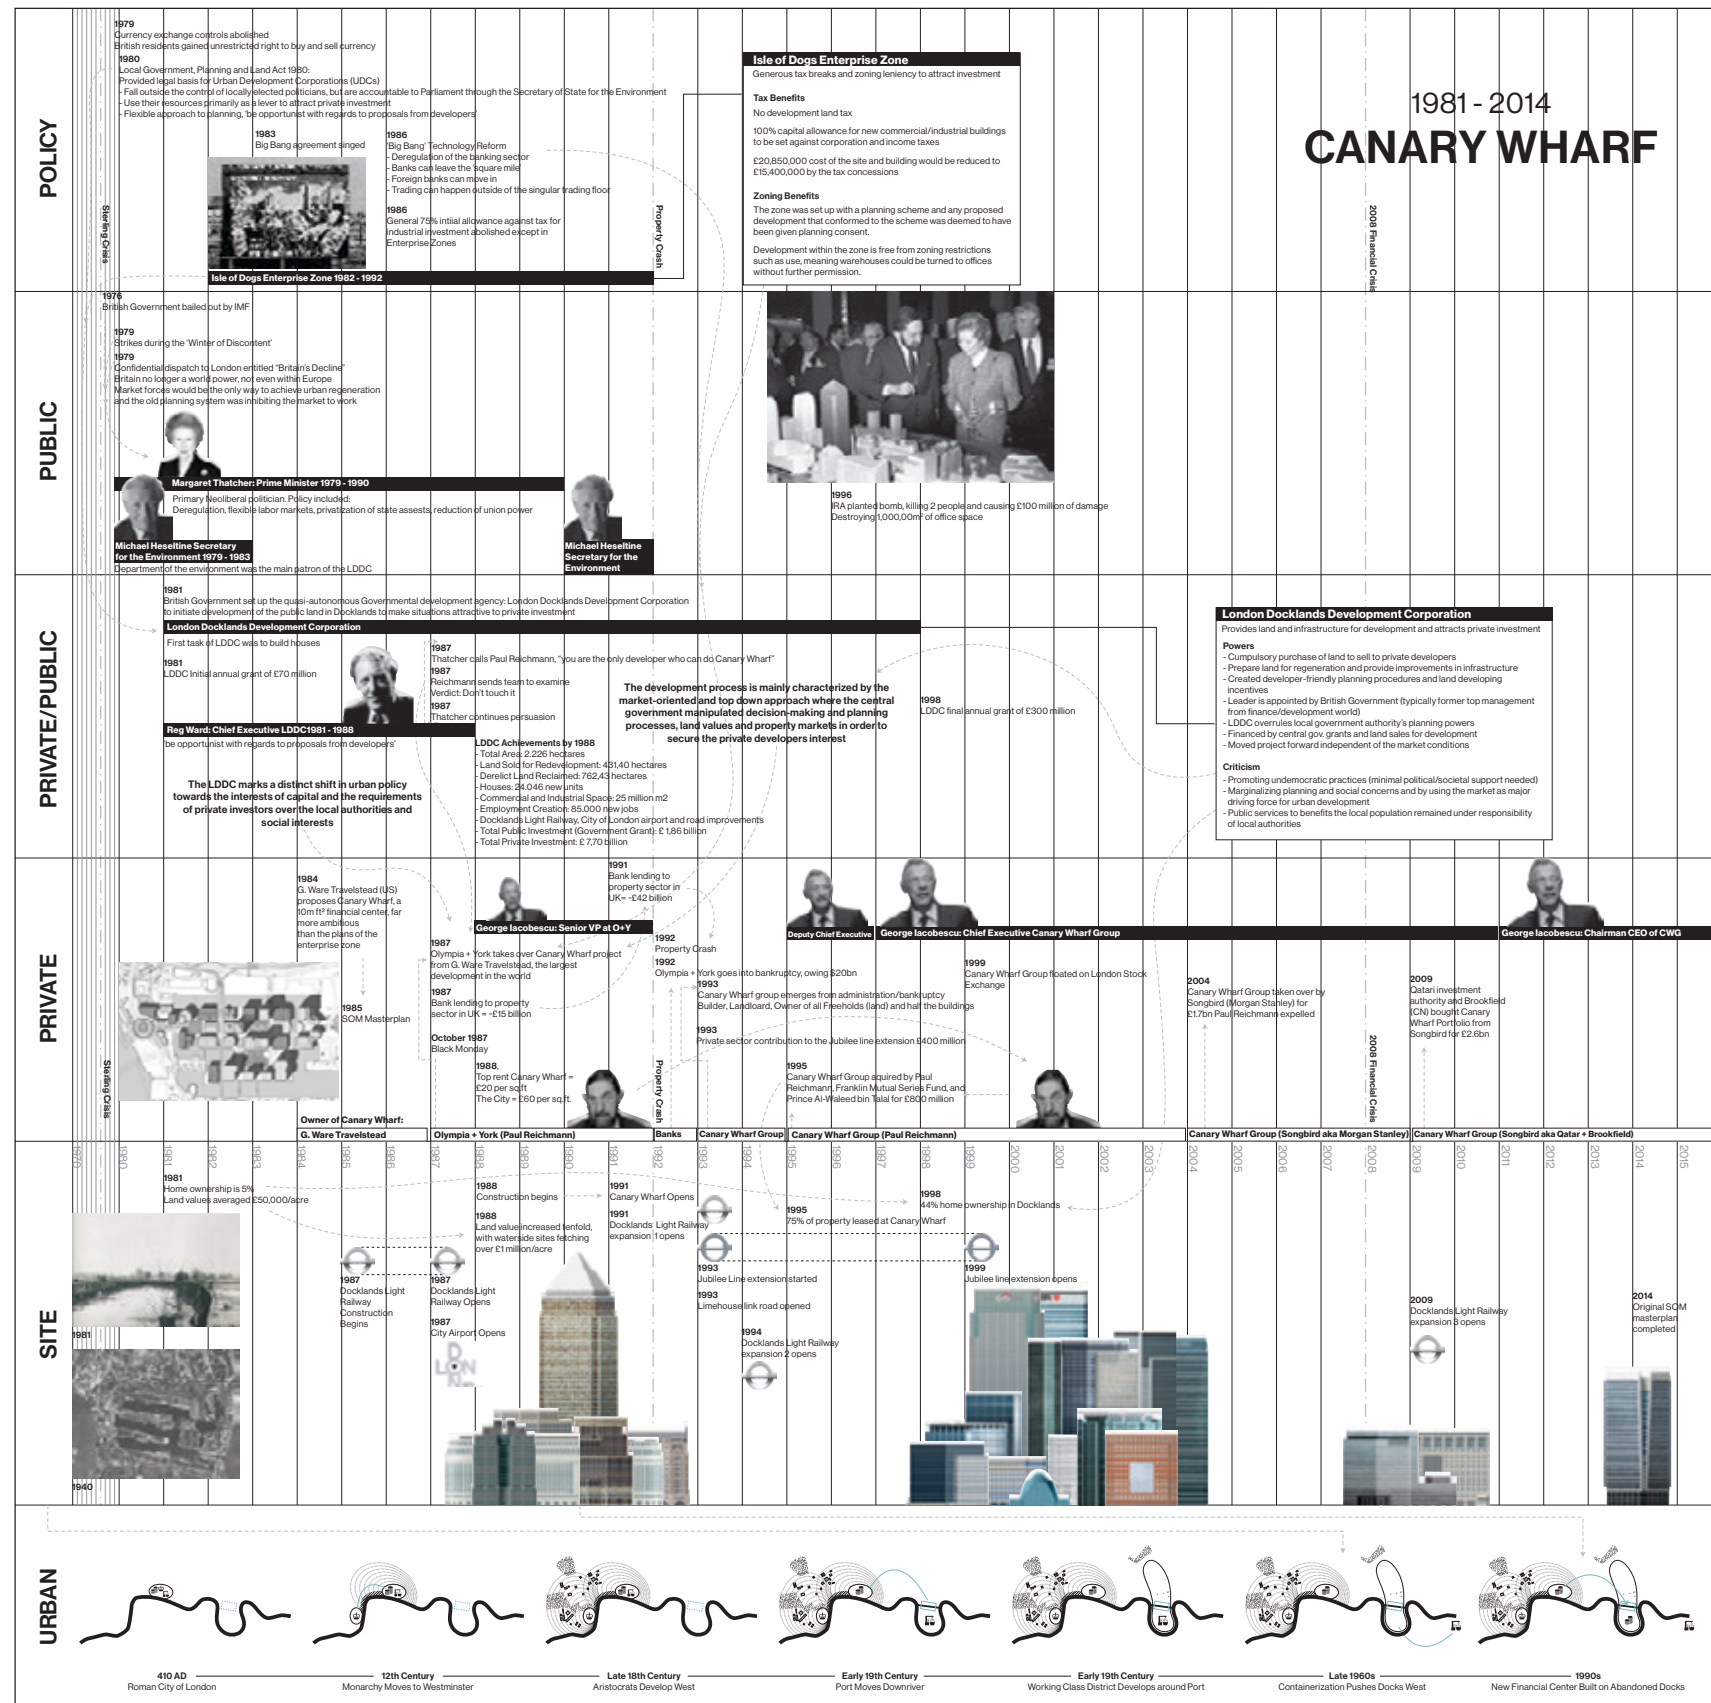 1981 - 2014
CANARY WHARF
POLICY
1979
Currency exchange controls abolished
British residents gained unrestricted right to buy and sell currency
1980
Local Government, Planning and Land Act 1980:
Provided legal basis for Urban Development Corporations (UDCs)
- Fall outside the control of locally elected politicians, but are accountable to Parliament through the Secretary of State for the Environment
- Use their resources primarily as a lever to attract private investment
- Flexible approach to planning, 'be opportunist with regards to proposals from developers'
1983
Big Bang agreement singed
1986
'Big Bang' Technology Reform
- Deregulation of the banking sector
- Banks can leave the 'square mile'
- Foreign banks can move in
- Trading can happen outside of the singular trading floor
1986
General 75% intiial allowance against tax for
industrial investment abolished except in
Enterprise Zones
Sterling Crisis
Property Crash
2008 Financial Crisis
Isle of Dogs Enterprise Zone 1982 - 1992
Isle of Dogs Enterprise Zone
Generous tax breaks and zoning leniency to attract investment
Tax Benefits
No development land tax
100% capital allowance for new commercial/industrial buildings
to be set against corporation and income taxes
£20,850,000 cost of the site and building would be reduced to
£15,400,000 by the tax concessions
Zoning Benefits
The zone was set up with a planning scheme and any proposed
development that conformed to the scheme was deemed to have
been given planning consent.
Development within the zone is free from zoning restrictions
such as use, meaning warehouses could be turned to offices
without further permission.
PUBLIC
1976
British Government bailed out by IMF
1979
Strikes during the 'Winter of Discontent'
1979
Confidential dispatch to London entitled "Britain's Decline"
Britain no longer a world power, not even within Europe
Market forces would be the only way to achieve urban regeneration
and the old planning system was inhibiting the market to work
Margaret Thatcher: Prime Minister 1979 - 1990
Primary Neoliberal politician. Policy included:
Deregulation, flexible labor markets, privatization of state assests, reduction of union power
Michael Heseltine Secretary
for the Environment 1979 - 1983
Department of the environment was the main patron of the LDDC
Michael Heseltine
Secretary for the
Environment
1996
IRA planted bomb, killing 2 people and causing £100 million of damage
Destroying 1,000,00m² of office space
PRIVATE/PUBLIC
1981
British Government set up the quasi-autonomous Governmental development agency: London Docklands Development Corporation
to initiate development of the public land in Docklands to make situations attractive to private investment
London Docklands Development Corporation
First task of LDDC was to build houses
1981
LDDC Initial annual grant of £70 million
Reg Ward: Chief Executive LDDC1981 - 1988
'be opportunist with regards to proposals from developers'
The LDDC marks a distinct shift in urban policy
towards the interests of capital and the requirements
of private investors over the local authorities and
social interests
1987
Thatcher calls Paul Reichmann, "you are the only developer who can do Canary Wharf"
1987
Reichmann sends team to examine
Verdict: Don't touch it
1987
Thatcher continues persuasion
LDDC Achievements by 1988
- Total Area: 2.226 hectares
- Land Sold for Redevelopment: 431,40 hectares
- Derelict Land Reclaimed: 762,43 hectares
- Houses: 24.046 new units
- Commercial and Industrial Space: 25 million m2
- Employment Creation: 85.000 new jobs
- Docklands Light Railway, City of London airport and road improvements
- Total Public Investment (Government Grant): £ 1,86 billion
- Total Private Investment: £ 7,70 billion
The development process is mainly characterized by the
market-oriented and top down approach where the central
government manipulated decision-making and planning
processes, land values and property markets in order to
secure the private developers interest
1998
LDDC final annual grant of £300 million
London Docklands Development Corporation
Provides land and infrastructure for development and attracts private investment
Powers
- Cumpulsory purchase of land to sell to private developers
- Prepare land for regeneration and provide improvements in infrastructure
- Created developer-friendly planning procedures and land developing
incentives
- Leader is appointed by British Government (typically former top management
from finance/development world)
- LDDC overrules local government authority's planning powers
- Financed by central gov. grants and land sales for development
- Moved project forward independent of the market conditions
Criticism
- Promoting undemocratic practices (minimal political/societal support needed)
- Marginalizing planning and social concerns and by using the market as major
driving force for urban development
- Public services to benefits the local population remained under responsibility
of local authorities
PRIVATE
1984
G. Ware Travelstead (US)
proposes Canary Wharf, a
10m ft² financial center, far
more ambitious
than the plans of the
enterprise zone
1985
SOM Masterplan
1987
Olympia + York takes over Canary Wharf project
from G. Ware Travelstead, the largest
development in the world
1987
Bank lending to property
sector in UK = ~£15 billion
October 1987
Black Monday
1988,
Top rent Canary Wharf =
£20 per sq.ft
The City = £60 per sq.ft.
George Iacobescu: Senior VP at O+Y
1991
Bank lending to
property sector in
UK= ~£42 billion
1992
Property Crash
1992
Olympia + York goes into bankruptcy, owing $20bn
1993
Canary Wharf group emerges from administration/bankruptcy
Builder, Landloard, Owner of all Freeholds (land) and half the buildings
1993
Private sector contribution to the Jubilee line extension £400 million
1995
Canary Wharf Group aquired by Paul
Reichmann, Franklin Mutual Series Fund, and
Prince Al-Waleed bin Talal for £800 million
Deputy Chief Executive
George Iacobescu: Chief Executive Canary Wharf Group
George Iacobescu: Chairman CEO of CWG
1999
Canary Wharf Group floated on London Stock
Exchange
2004
Canary Wharf Group taken over by
Songbird (Morgan Stanley) for
£1.7bn Paul Reichmann expelled
2009
Qatari investment
authority and Brookfield
(CN) bought Canary
Wharf Portfolio from
Songbird for £2.6bn
Sterling Crisis
Property Crash
2008 Financial Crisis
Owner of Canary Wharf:
G. Ware Travelstead
Olympia + York (Paul Reichmann)
Banks
Canary Wharf Group
Canary Wharf Group (Paul Reichmann)
Canary Wharf Group (Songbird aka Morgan Stanley)
Canary Wharf Group (Songbird aka Qatar + Brookfield)
1970
1980
1981
1982
1983
1984
1985
1986
1987
1988
1989
1990
1991
1992
1993
1994
1995
1996
1997
1998
1999
2000
2001
2002
2003
2004
2005
2006
2007
2008
2009
2010
2011
2012
2013
2014
2015
SITE
1981
Home ownership is 5%
Land values averaged £50,000/acre
1981
1940
1987
Docklands Light
Railway
Construction
Begins
1987
Docklands Light
Railway Opens
1987
City Airport Opens
1988
Construction begins
1988
Land value increased tenfold,
with waterside sites fetching
over £1 million/acre
1991
Canary Wharf Opens
1991
Docklands Light Railway
expansion 1 opens
1993
Jubilee Line extension started
1993
Limehouse link road opened
1994
Docklands Light Railway
expansion 2 opens
1995
75% of property leased at Canary Wharf
1998
44% home ownership in Docklands
1999
Jubilee line extension opens
2009
Docklands Light Railway
expansion 3 opens
2014
Original SOM
masterplan
completed
URBAN
410 AD
Roman City of London
12th Century
Monarchy Moves to Westminster
Late 18th Century
Aristocrats Develop West
Early 19th Century
Port Moves Downriver
Early 19th Century
Working Class District Develops around Port
Late 1960s
Containerization Pushes Docks West
1990s
New Financial Center Built on Abandoned Docks